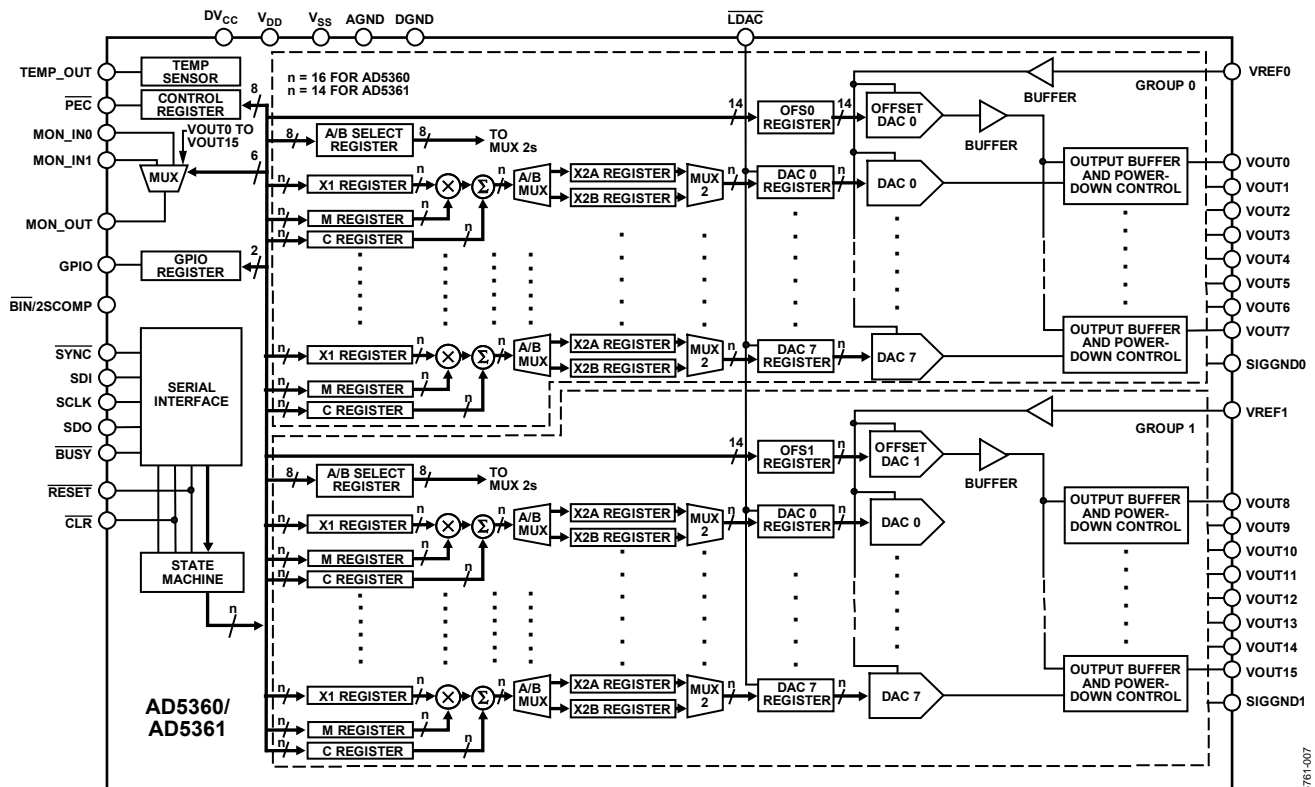 DVCC
VDD
VSS
AGND
DGND
LDAC
TEMP_OUT
TEMP
SENSOR
PEC
CONTROL
REGISTER
8
MON_IN0
VOUT0 TO
VOUT15
MON_IN1
MUX
6
MON_OUT
GPIO
GPIO
REGISTER
2
BIN/2SCOMP
SYNC
SDI
SCLK
SDO
BUSY
SERIAL
INTERFACE
RESET
CLR
STATE
MACHINE
n
AD5360/
AD5361
n = 16 FOR AD5360
n = 14 FOR AD5361
8
A/B SELECT
REGISTER
8
TO
MUX 2s
14
OFS0
REGISTER
14
OFFSET
DAC 0
BUFFER
BUFFER
GROUP 0
VREF0
n
X1 REGISTER
n
×
Σ
n
A/B
MUX
X2A REGISTER
X2B REGISTER
MUX
2
n
DAC 0
REGISTER
n
DAC 0
OUTPUT BUFFER
AND POWER-
DOWN CONTROL
n
M REGISTER
n
n
C REGISTER
n
VOUT0
VOUT1
VOUT2
VOUT3
VOUT4
VOUT5
VOUT6
VOUT7
SIGGND0
n
X1 REGISTER
n
×
Σ
n
A/B
MUX
X2A REGISTER
X2B REGISTER
MUX
2
n
DAC 7
REGISTER
n
DAC 7
OUTPUT BUFFER
AND POWER-
DOWN CONTROL
n
M REGISTER
n
n
C REGISTER
n
VREF1
GROUP 1
14
OFS1
REGISTER
n
OFFSET
DAC 1
BUFFER
8
A/B SELECT
REGISTER
8
TO
MUX 2s
n
X1 REGISTER
n
×
Σ
n
A/B
MUX
X2A REGISTER
X2B REGISTER
MUX
2
n
DAC 0
REGISTER
n
DAC 0
OUTPUT BUFFER
AND POWER-
DOWN CONTROL
n
M REGISTER
n
n
C REGISTER
n
VOUT8
VOUT9
VOUT10
VOUT11
VOUT12
VOUT13
VOUT14
VOUT15
SIGGND1
n
X1 REGISTER
n
×
Σ
n
A/B
MUX
X2A REGISTER
X2B REGISTER
MUX
2
n
DAC 7
REGISTER
n
DAC 7
OUTPUT BUFFER
AND POWER-
DOWN CONTROL
n
M REGISTER
n
n
C REGISTER
n
761-007